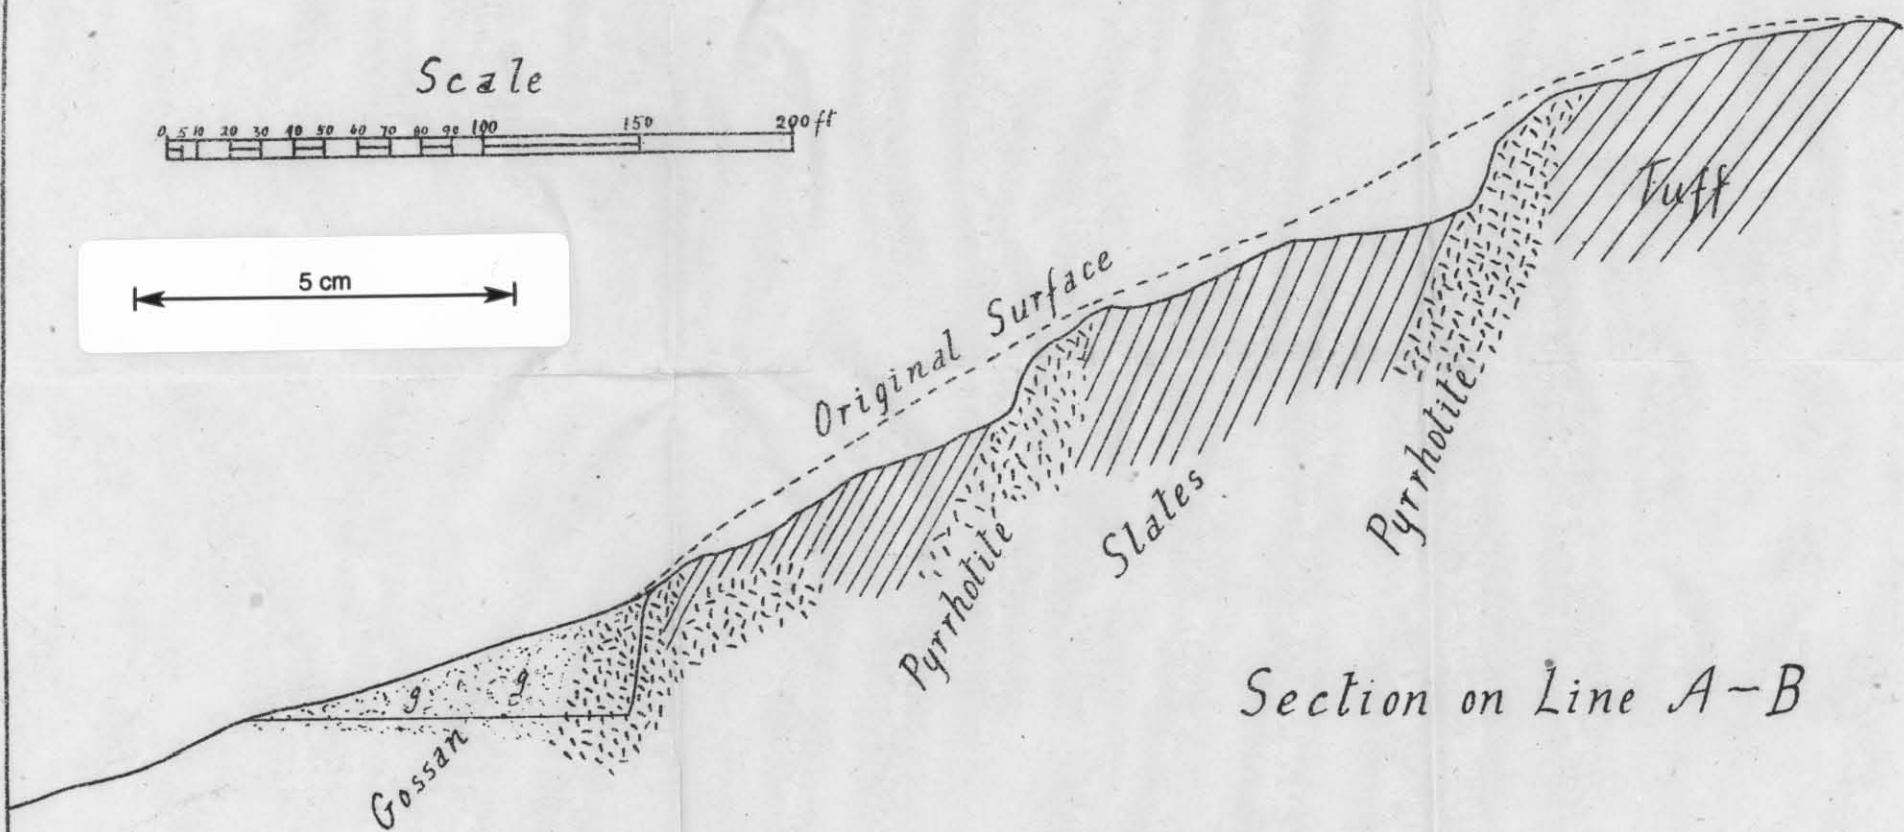 Scale
0 5 10 20 30 40 50 60 70 80 90 100 150 200 ft
5 cm
Original Surface
Tuff
Pyrrhotite
Slates
Pyrrhotite
g g
Gossan
Section on Line A-B